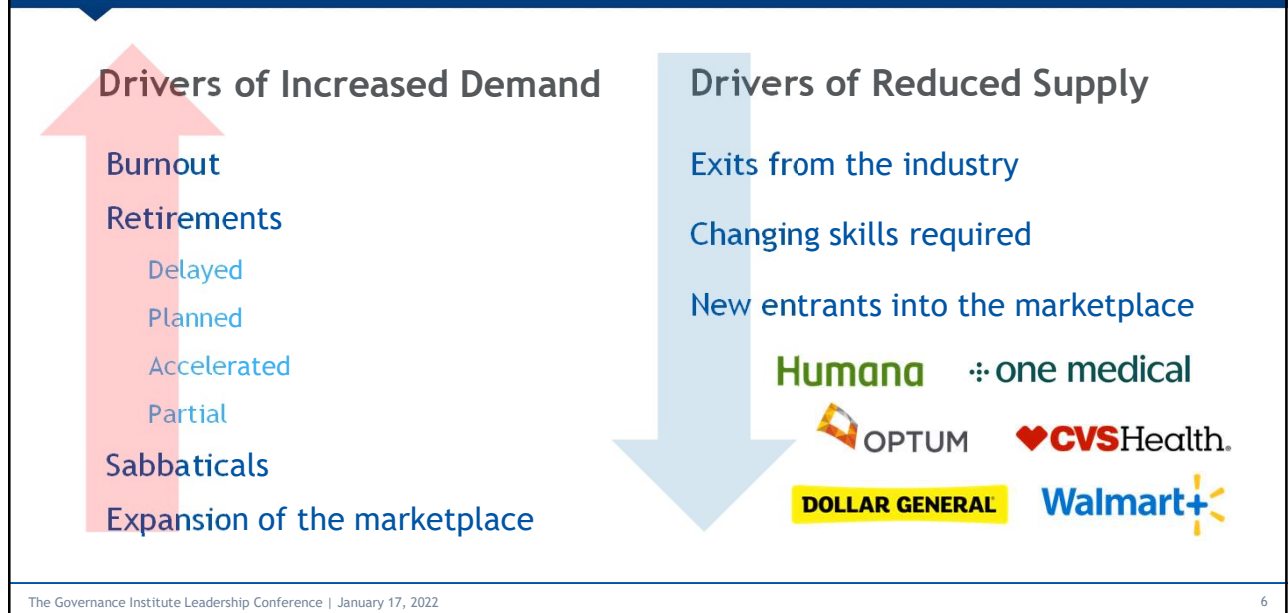 Drivers of Increased Demand
Burnout
Retirements
Delayed
Planned
Accelerated
Partial
Sabbaticals
Expansion of the marketplace
Drivers of Reduced Supply
Exits from the industry
Changing skills required
New entrants into the marketplace
Humana
one medical
OPTUM
CVSHealth.
DOLLAR GENERAL
Walmart+
The Governance Institute Leadership Conference | January 17, 2022
6